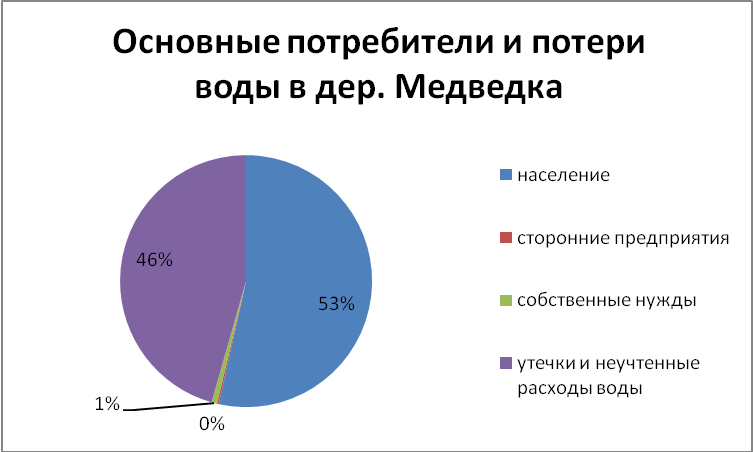 Основные потребители и потери
воды в дер. Медведка
46%
53%
1%
0%
население
сторонние предприятия
собственные нужды
утечки и неучтенные
расходы воды